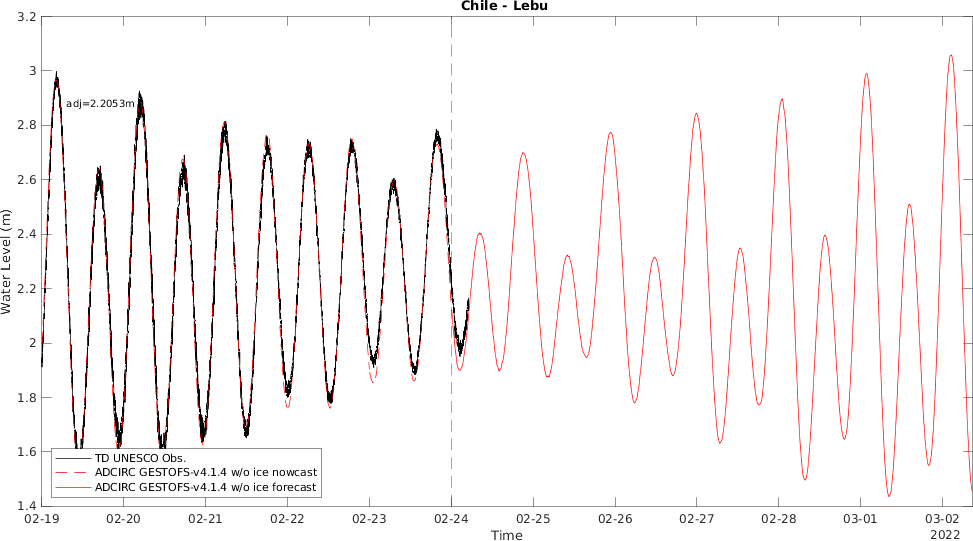 Chile - Lebu
3.2
3
2.8
2.6
2.4
2.2
2
1.8
1.6
1.4
Water Level (m)
adj=2.2053m
TD UNESCO Obs.
ADCIRC GESTOFS-v4.1.4 w/o ice nowcast
ADCIRC GESTOFS-v4.1.4 w/o ice forecast
02-19 02-20 02-21 02-22 02-23 02-24 02-25 02-26 02-27 02-28 03-01 03-02
2022
Time